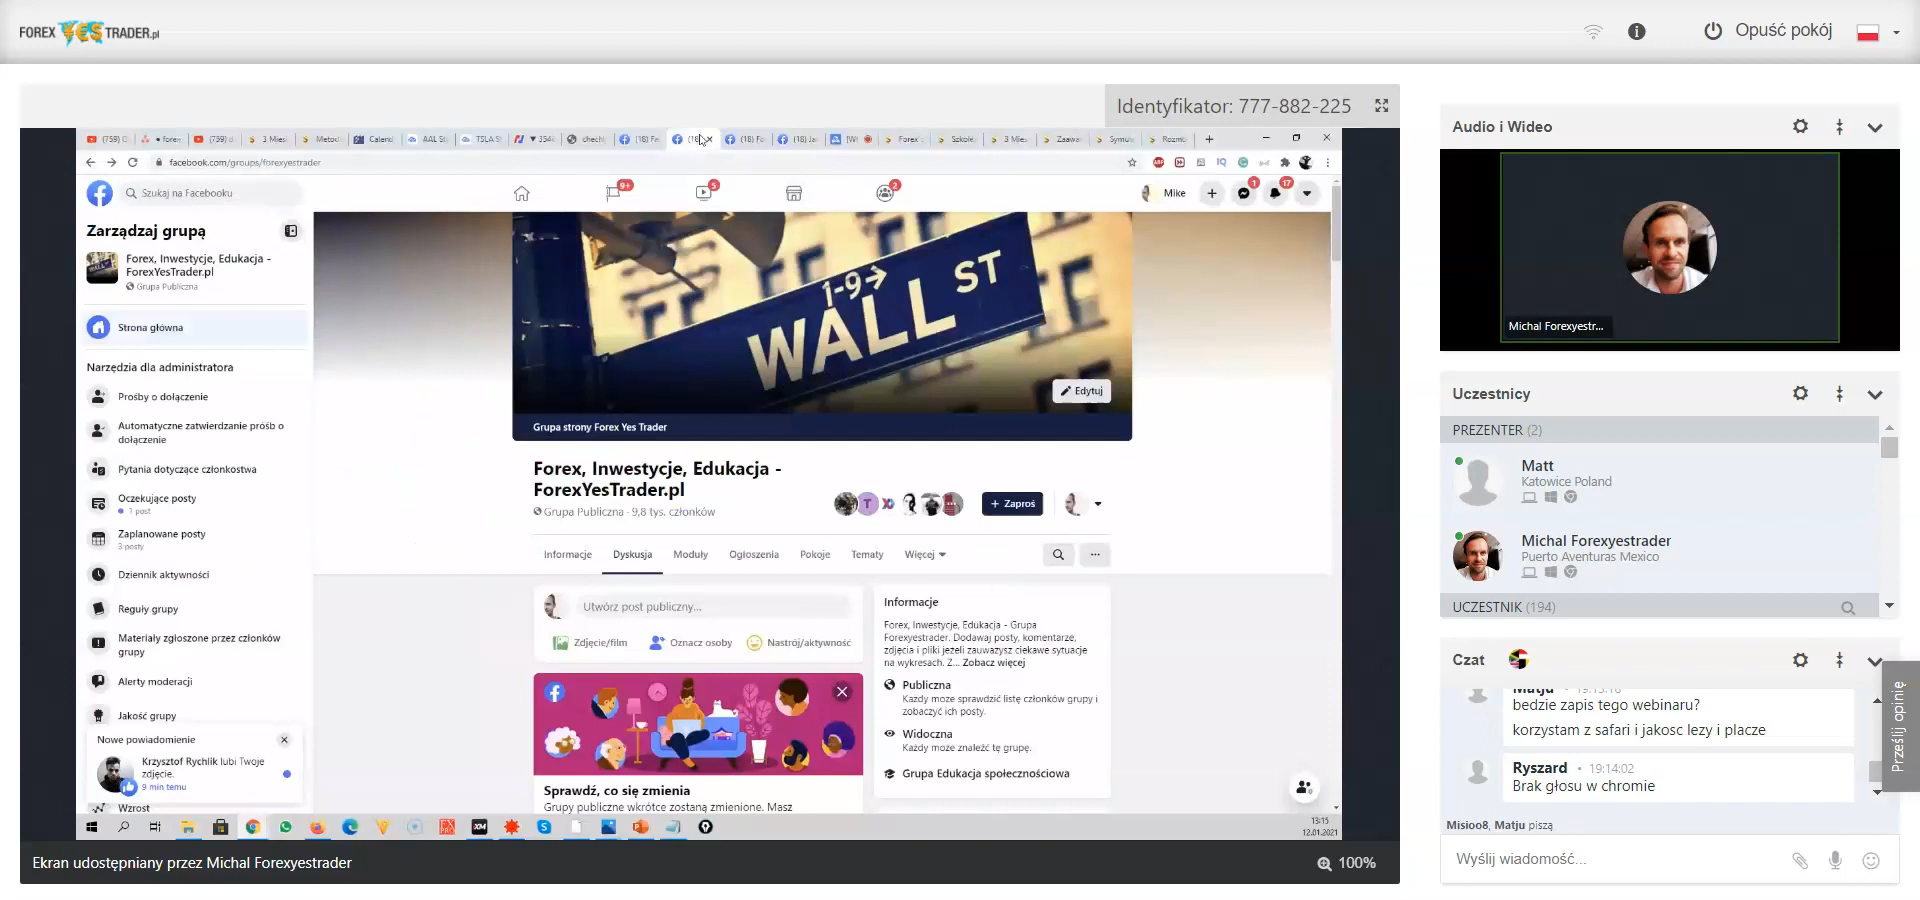 FOREX YES TRADER.pl
Opuść pokój
Identyfikator: 777-882-225
facebook.com/groups/forexyestrader
Szukaj na Facebooku
9+
5
2
Mike
1
17
Zarządzaj grupą
Forex, Inwestycje, Edukacja -
ForexYesTrader.pl
Grupa Publiczna
Strona główna
Narzędzia dla administratora
Prośby o dołączenie
Automatyczne zatwierdzanie próśb o
dołączenie
Pytania dotyczące członkostwa
Oczekujące posty
1 post
Zaplanowane posty
3 posty
Dziennik aktywności
Reguły grupy
Materiały zgłoszone przez członków
grupy
Alerty moderacji
Jakość grupy
Nowe powiadomienie
Krzysztof Rychlik lubi Twoje
zdjęcie.
9 min temu
Wzrost
1-9→
WALL ST
Edytuj
Grupa strony Forex Yes Trader
Forex, Inwestycje, Edukacja -
ForexYesTrader.pl
Grupa Publiczna · 9,8 tys. członków
+ Zaproś
Informacje Dyskusja Moduły Ogłoszenia Pokoje Tematy Więcej
Utwórz post publiczny...
Zdjęcie/film Oznacz osoby Nastrój/aktywność
Sprawdź, co się zmienia
Grupy publiczne wkrótce zostaną zmienione. Masz
Informacje
Forex, Inwestycje, Edukacja - Grupa
Forexyestrader. Dodawaj posty, komentarze,
zdjęcia i pliki jeżeli zauwazysz ciekawe sytuacje
na wykresach. Z... Zobacz więcej
Publiczna
Każdy może sprawdzić listę członków grupy i
zobaczyć ich posty.
Widoczna
Każdy może znaleźć tę grupę.
Grupa Edukacja społecznościowa
13:15
12.01.2021
Ekran udostępniany przez Michal Forexyestrader
100%
Audio i Wideo
Michal Forexyestr...
Uczestnicy
PREZENTER (2)
Matt
Katowice Poland
Michal Forexyestrader
Puerto Aventuras Mexico
UCZESTNIK (194)
Czat
Matju
bedzie zapis tego webinaru?
korzystam z safari i jakosc lezy i placze
Ryszard • 19:14:02
Brak głosu w chromie
Misioo8, Matju piszą
Wyślij wiadomość...
Prześlij opinię